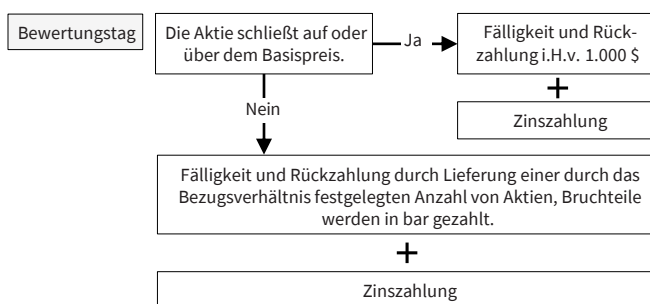 Bewertungstag
Die Aktie schließt auf oder
über dem Basispreis.
Ja
Fälligkeit und Rück-
zahlung i.H.v. 1.000 $
+
Zinszahlung
Nein
Fälligkeit und Rückzahlung durch Lieferung einer durch das
Bezugsverhältnis festgelegten Anzahl von Aktien, Bruchteile
werden in bar gezahlt.
+
Zinszahlung